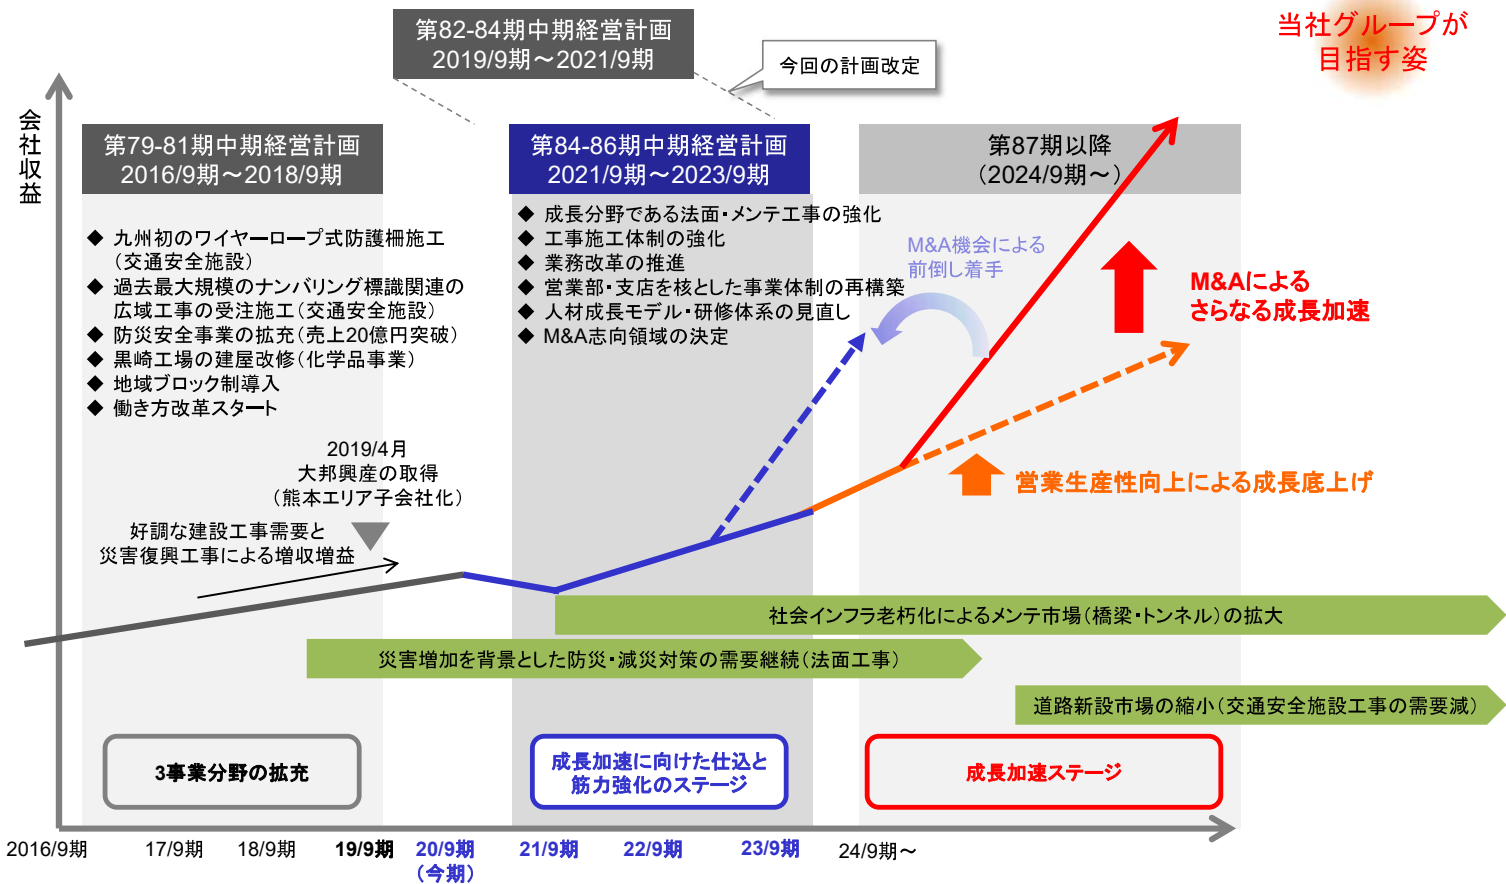 第82-84期中期経営計画
2019/9期～2021/9期
今回の計画改定
当社グループが
目指す姿
会社収益
第79-81期中期経営計画
2016/9期～2018/9期
◆ 九州初のワイヤーロープ式防護柵施工
（交通安全施設）
◆ 過去最大規模のナンバリング標識関連の
広域工事の受注施工（交通安全施設）
◆ 防災安全事業の拡充（売上20億円突破）
◆ 黒崎工場の建屋改修（化学品事業）
◆ 地域ブロック制導入
◆ 働き方改革スタート
第84-86期中期経営計画
2021/9期～2023/9期
◆ 成長分野である法面・メンテ工事の強化
◆ 工事施工体制の強化
◆ 業務改革の推進
◆ 営業部・支店を核とした事業体制の再構築
◆ 人材成長モデル・研修体系の見直し
◆ M&A志向領域の決定
第87期以降
（2024/9期～）
M&A機会による
前倒し着手
M&Aによる
さらなる成長加速
営業生産性向上による成長底上げ
2019/4月
大邦興産の取得
（熊本エリア子会社化）
好調な建設工事需要と
災害復興工事による増収増益
社会インフラ老朽化によるメンテ市場（橋梁・トンネル）の拡大
災害増加を背景とした防災・減災対策の需要継続（法面工事）
道路新設市場の縮小（交通安全施設工事の需要減）
3事業分野の拡充
成長加速に向けた仕込と
筋力強化のステージ
成長加速ステージ
2016/9期
17/9期
18/9期
19/9期
20/9期
（今期）
21/9期
22/9期
23/9期
24/9期～